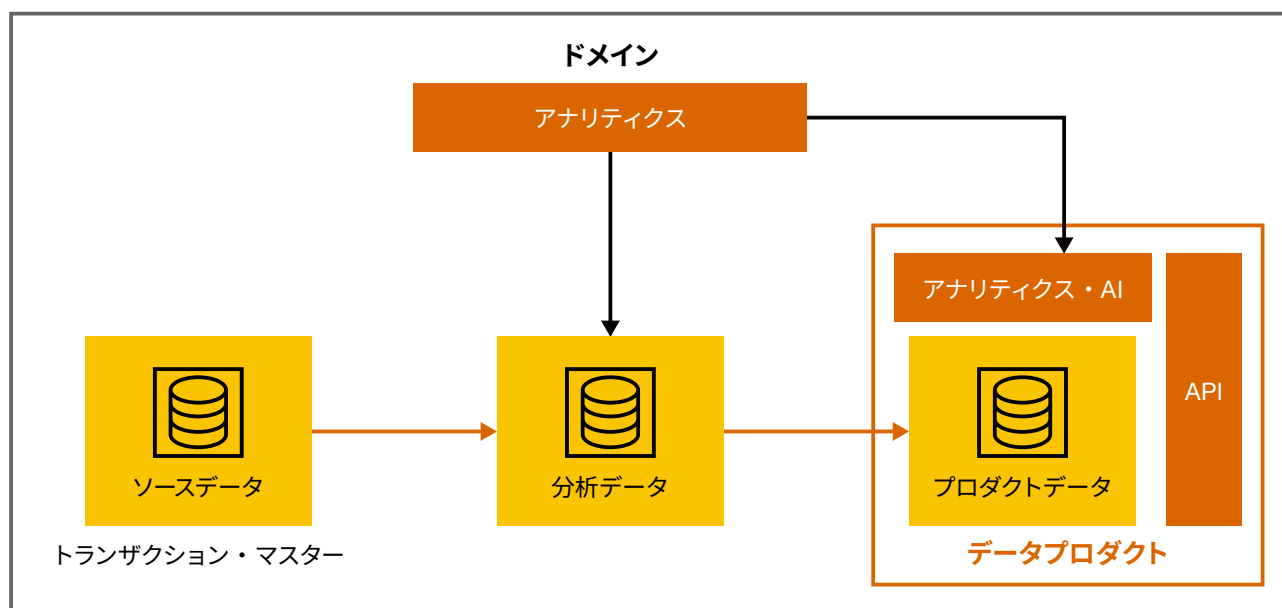 ドメイン
アナリティクス
アナリティクス・AI
API
ソースデータ
分析データ
プロダクトデータ
トランザクション・マスター
データプロダクト